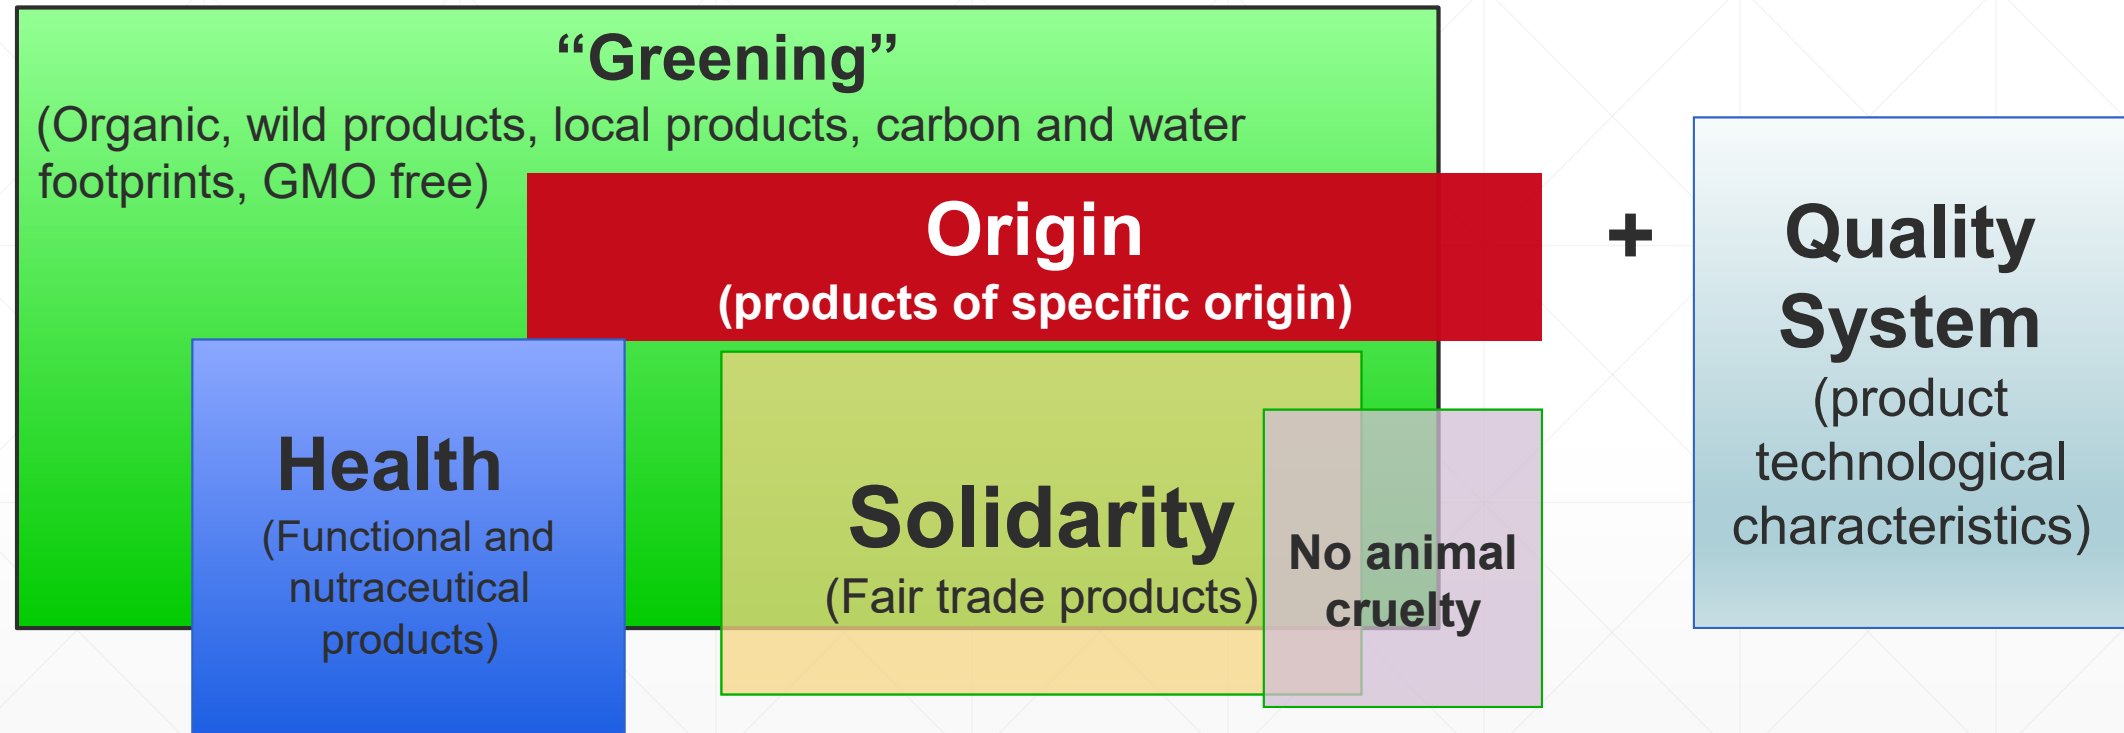 “Greening”
(Organic, wild products, local products, carbon and water
footprints, GMO free)
Origin
(products of specific origin)
+
Quality
System
(product
technological
characteristics)
Health
(Functional and
nutraceutical
products)
Solidarity
(Fair trade products)
No animal
cruelty